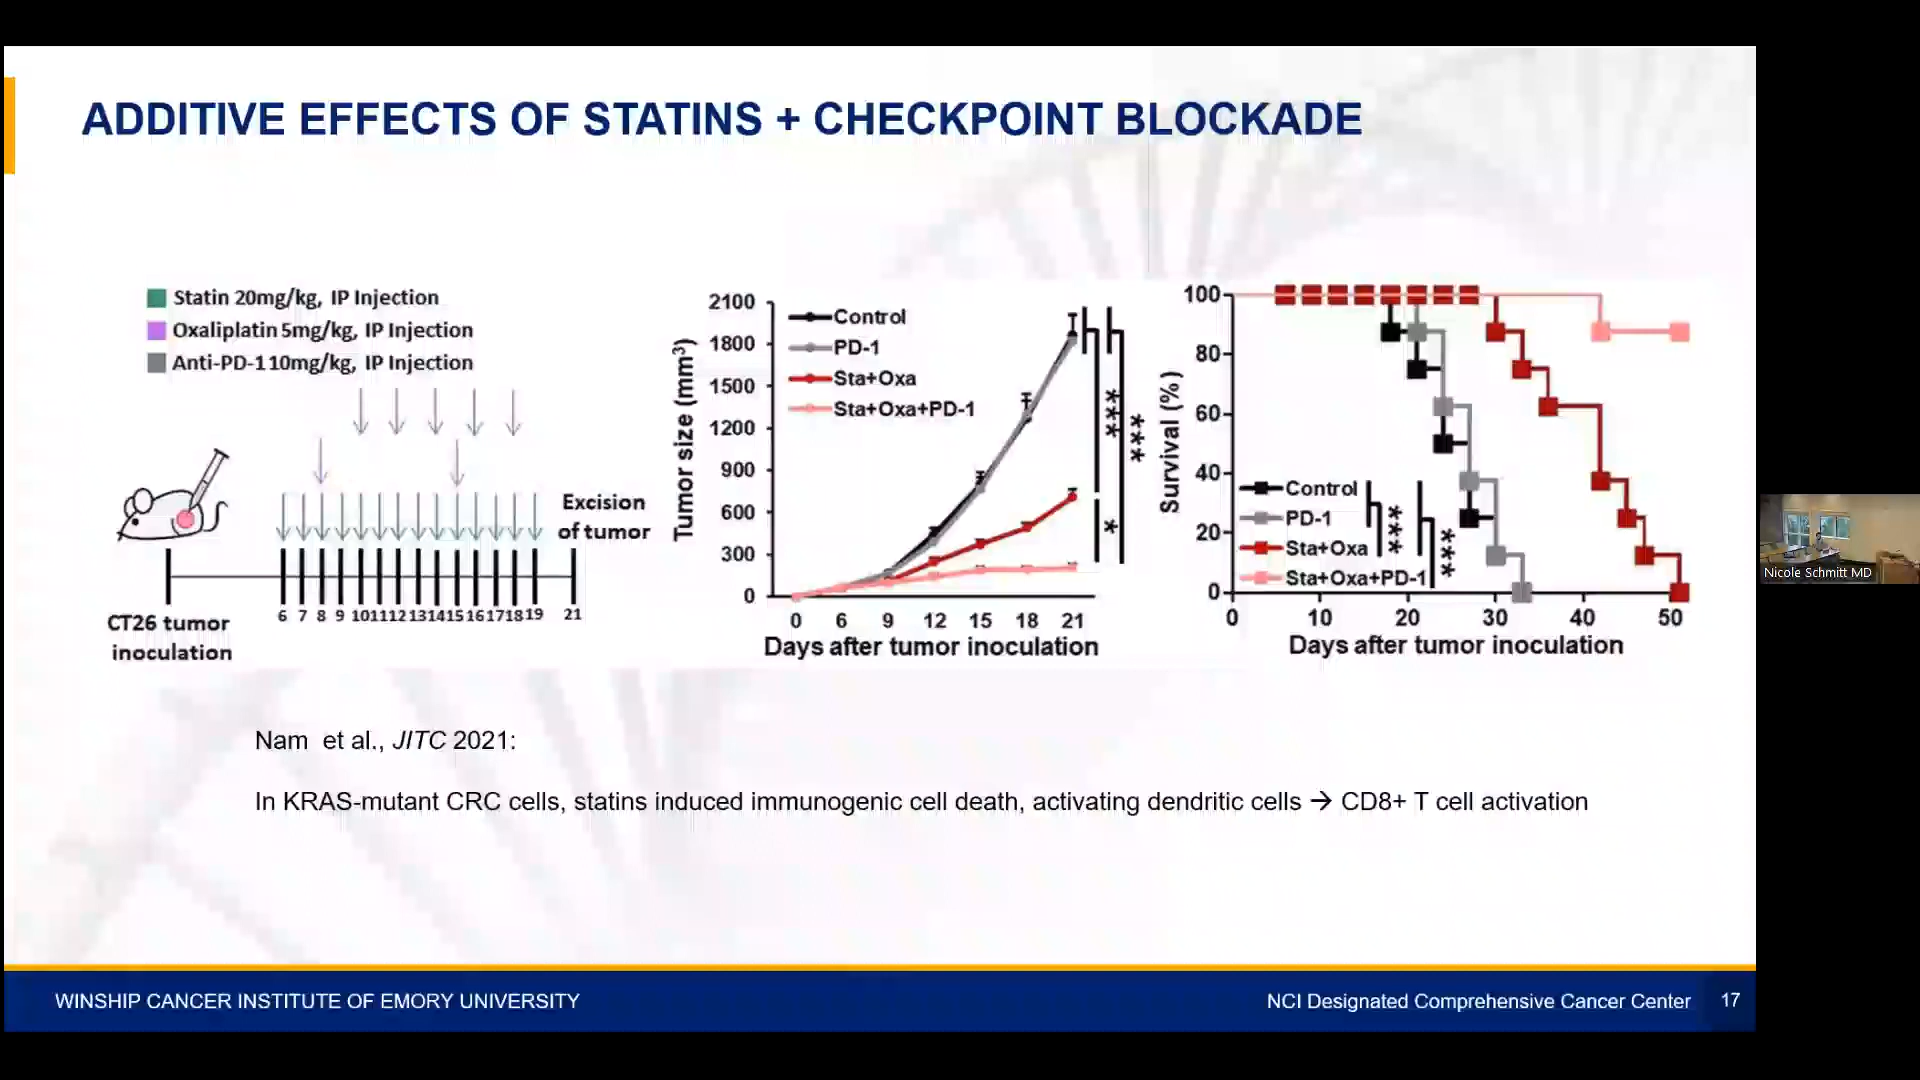 ADDITIVE EFFECTS OF STATINS + CHECKPOINT BLOCKADE
Statin 20mg/kg, IP Injection
Oxaliplatin 5mg/kg, IP Injection
Anti-PD-1 10mg/kg, IP Injection
Excision
of tumor
6 7 8 9 10 11 12 13 14 15 16 17 18 19 21
CT26 tumor
inoculation
Tumor size (mm³)
2100
1800
1500
1200
900
600
300
0
Control
PD-1
Sta+Oxa
Sta+Oxa+PD-1
***
***
*
0 6 9 12 15 18 21
Days after tumor inoculation
Survival (%)
100
80
60
40
20
0
Control
PD-1
Sta+Oxa
Sta+Oxa+PD-1
***
***
0 10 20 30 40 50
Days after tumor inoculation
Nam et al., JITC 2021:
In KRAS-mutant CRC cells, statins induced immunogenic cell death, activating dendritic cells → CD8+ T cell activation
WINSHIP CANCER INSTITUTE OF EMORY UNIVERSITY
NCI Designated Comprehensive Cancer Center 17
Nicole Schmitt MD